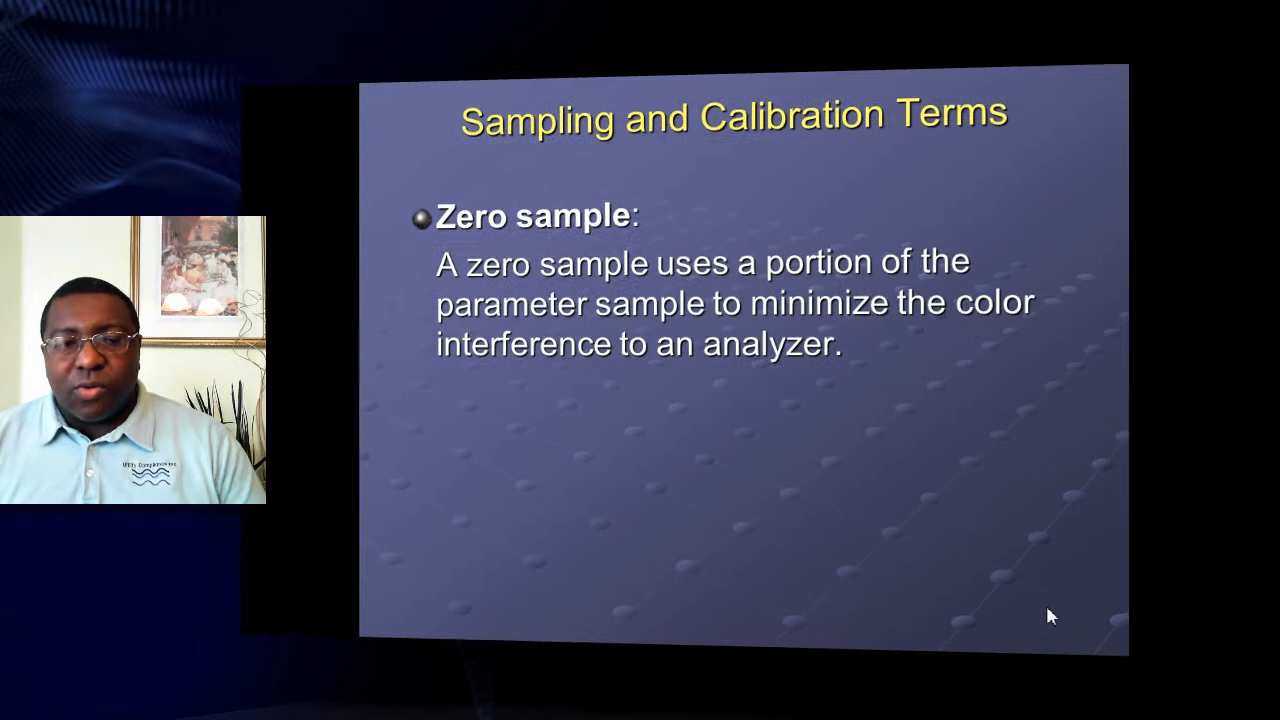 Sampling and Calibration Terms
Zero sample:
A zero sample uses a portion of the
parameter sample to minimize the color
interference to an analyzer.